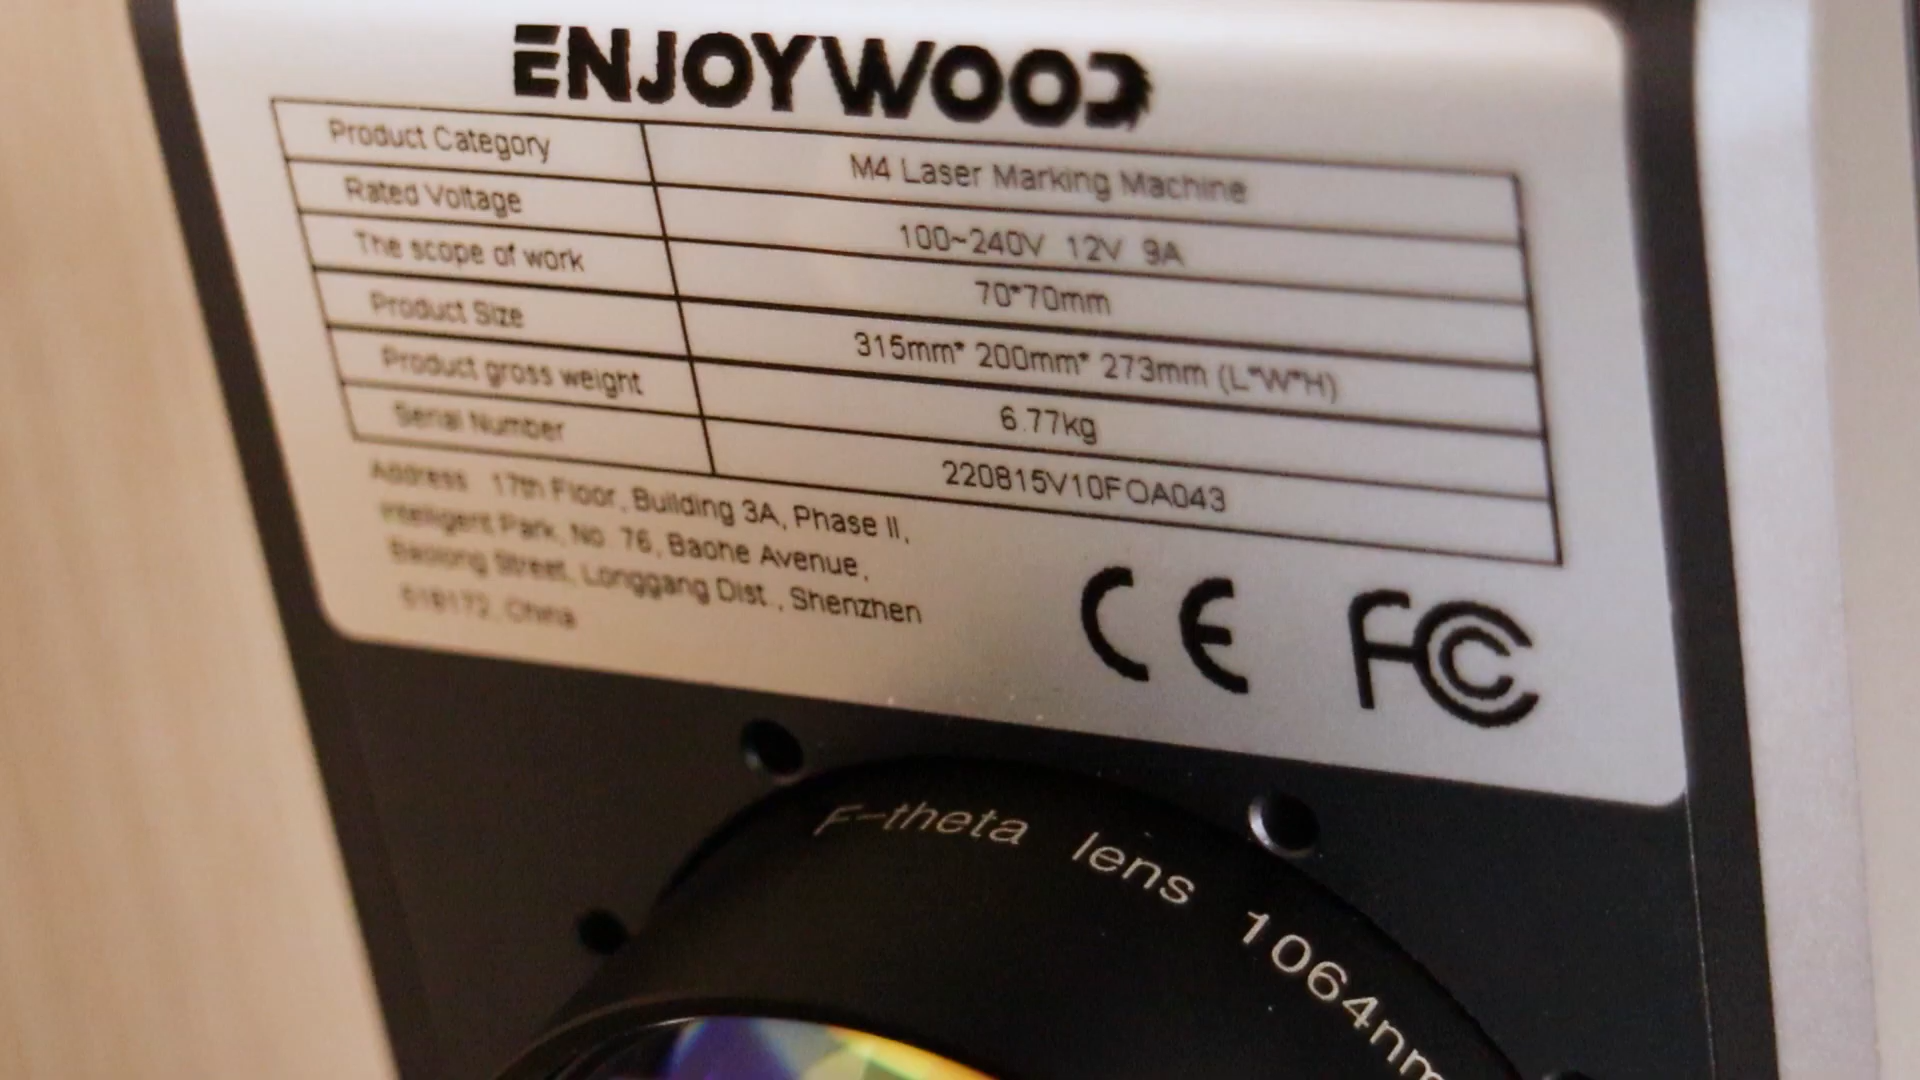 ENJOYWOOD
Product Category M4 Laser Marking Machine
Rated Voltage 100~240V 12V 9A
The scope of work 70*70mm
Product Size 315mm* 200mm* 273mm (L*W*H)
Product gross weight 6.77kg
Serial Number 220815V10FOA043
Address 17th Floor, Building 3A, Phase II,
Intelligent Park, No. 76, Baohe Avenue,
Baolong Street, Longgang Dist., Shenzhen
518172, China
CE FC
F-theta lens 1064nm